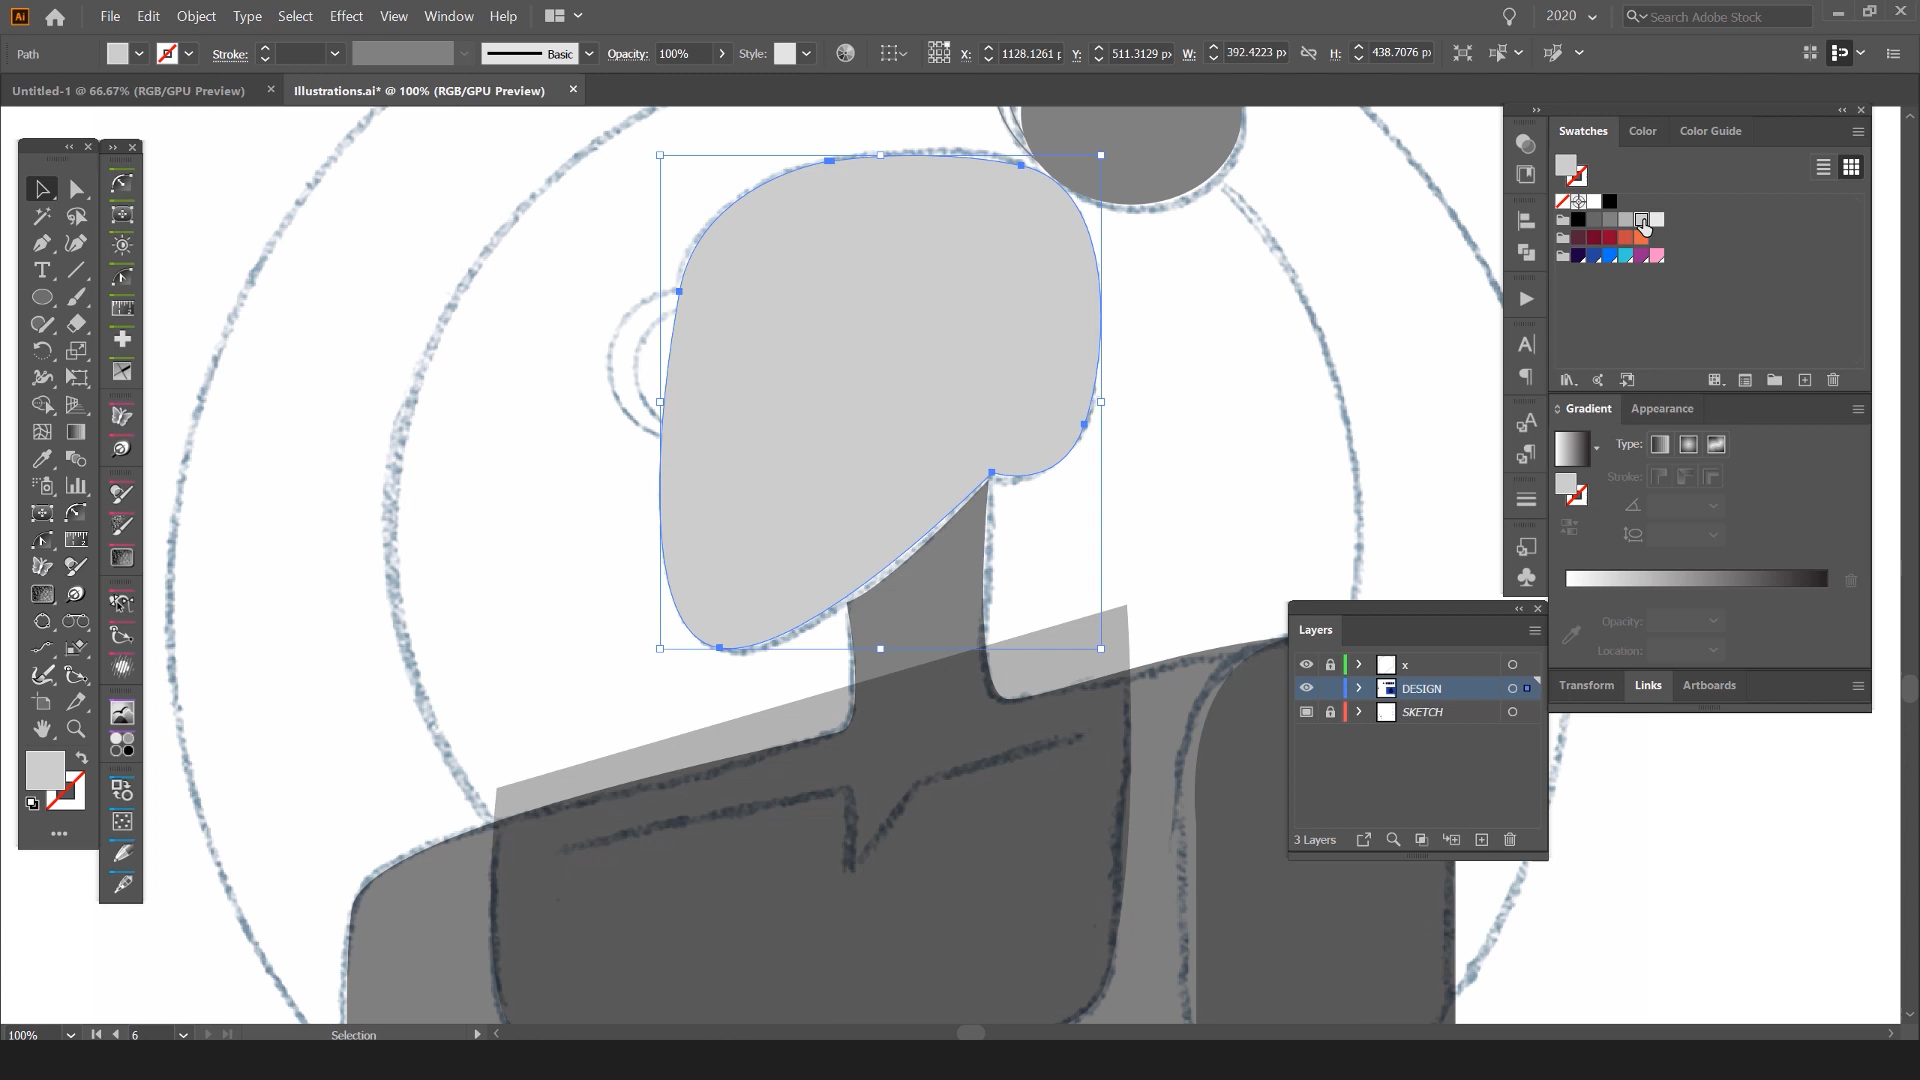 Ai File Edit Object Type Select Effect View Window Help 2020 Search Adobe Stock
Path Stroke: Basic Opacity: 100% Style: X: 1128.1261 p Y: 511.3129 px W: 392.4223 px H: 438.7076 px
Untitled-1 @ 66.67% (RGB/GPU Preview) Illustrations.ai* @ 100% (RGB/GPU Preview)
Swatches Color Color Guide
Gradient Appearance
Type:
Stroke:
Opacity:
Location:
Transform Links Artboards
Layers
x
DESIGN
SKETCH
3 Layers
100% 6 Selection